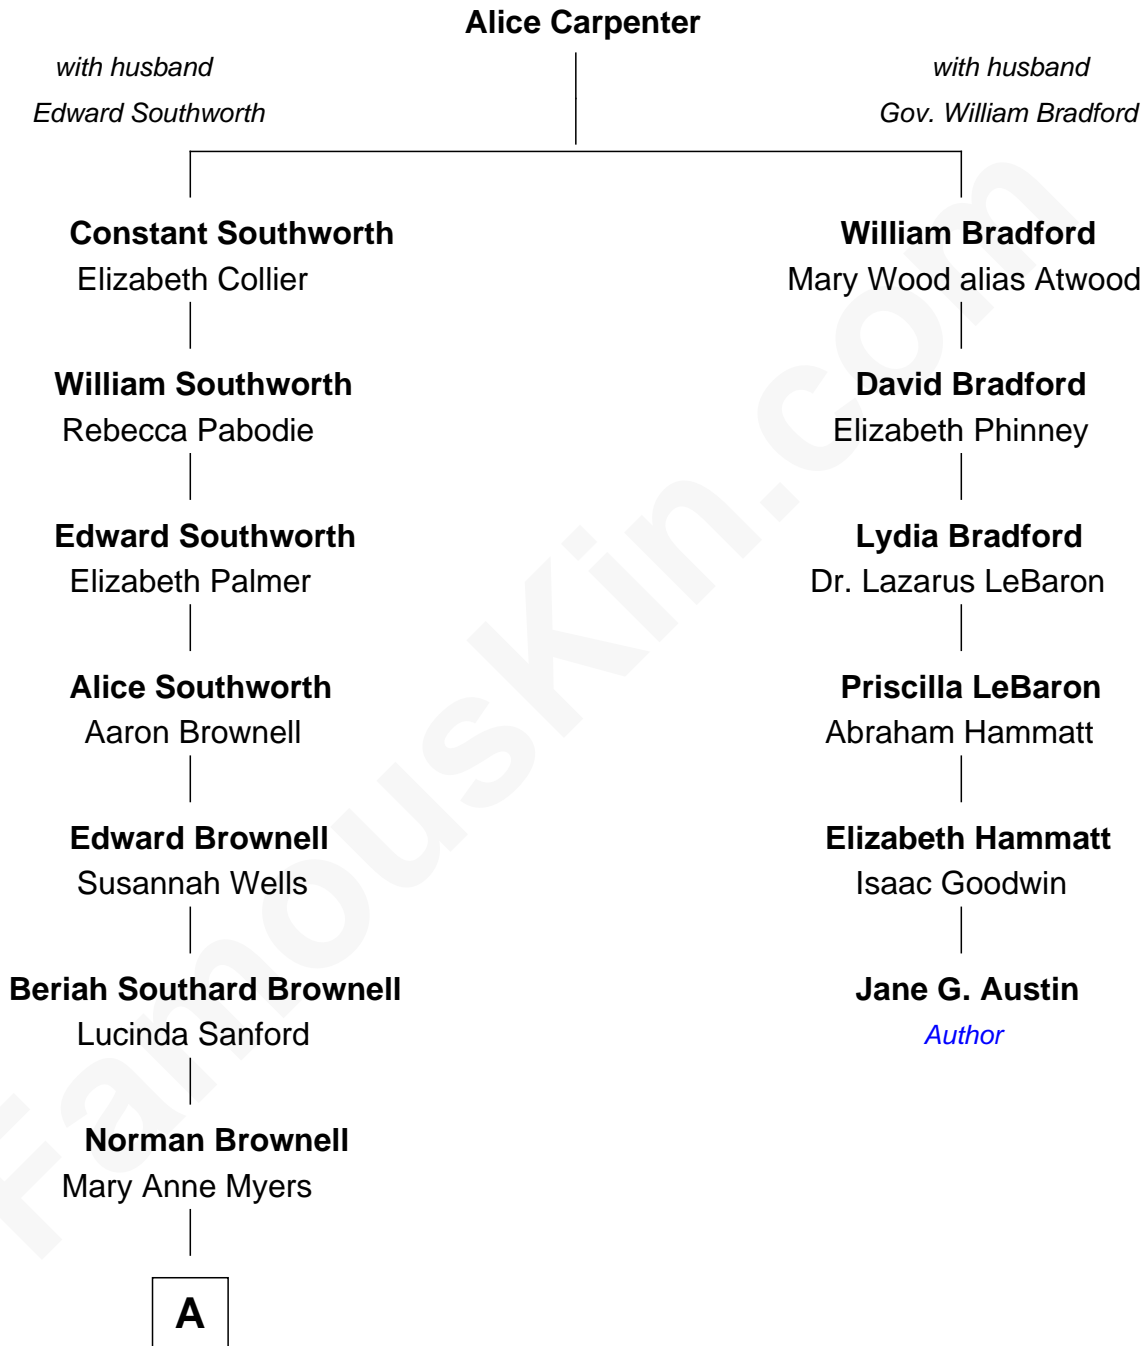 Alice Carpenter
with husband
Edward Southworth
with husband
Gov. William Bradford
Constant Southworth
Elizabeth Collier
William Southworth
Rebecca Pabodie
Edward Southworth
Elizabeth Palmer
Alice Southworth
Aaron Brownell
Edward Brownell
Susannah Wells
Beriah Southard Brownell
Lucinda Sanford
Norman Brownell
Mary Anne Myers
A
William Bradford
Mary Wood alias Atwood
David Bradford
Elizabeth Phinney
Lydia Bradford
Dr. Lazarus LeBaron
Priscilla LeBaron
Abraham Hammatt
Elizabeth Hammatt
Isaac Goodwin
Jane G. Austin
Author
FamousKin.com